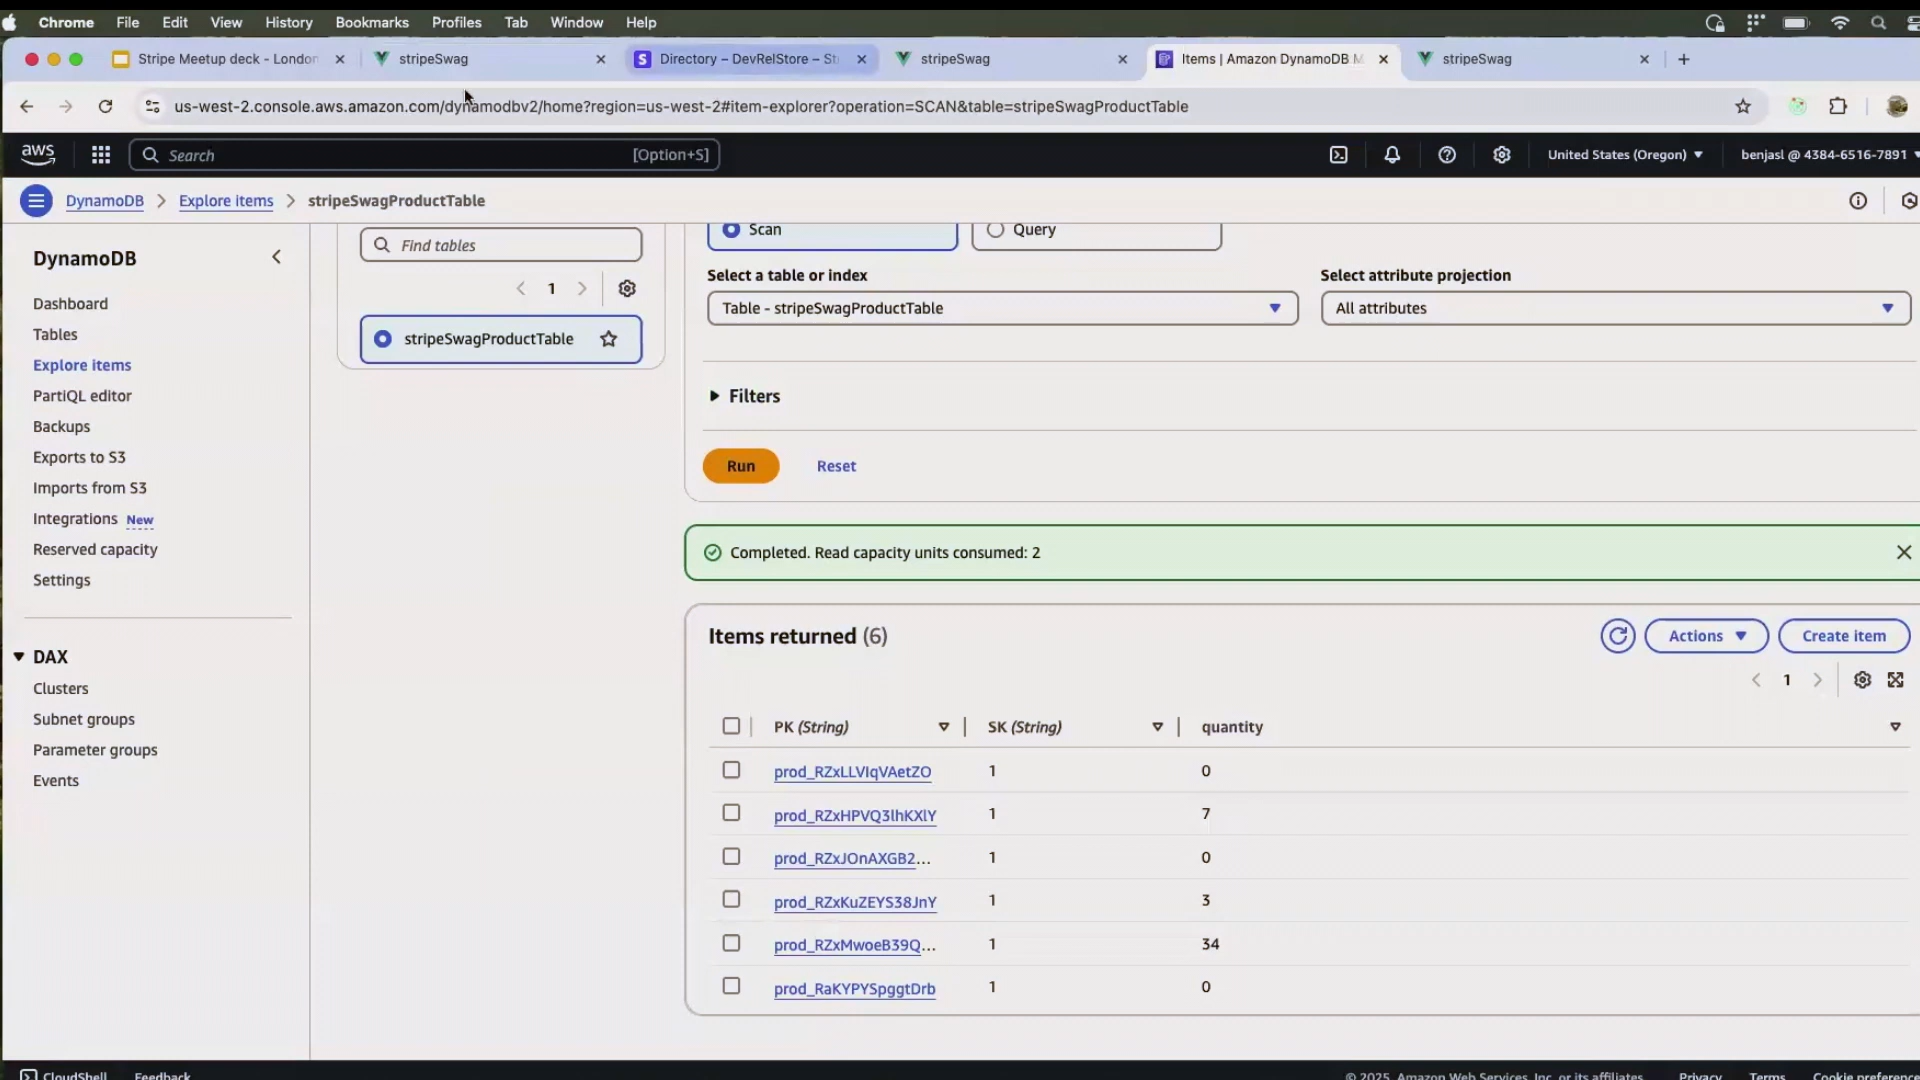 Chrome File Edit View History Bookmarks Profiles Tab Window Help
Stripe Meetup deck - London stripeSwag Directory – DevRelStore – St stripeSwag Items | Amazon DynamoDB M stripeSwag
us-west-2.console.aws.amazon.com/dynamodbv2/home?region=us-west-2#item-explorer?operation=SCAN&table=stripeSwagProductTable
aws Search [Option+S] United States (Oregon) benjasl @ 4384-6516-7891
DynamoDB Explore items stripeSwagProductTable
DynamoDB
Dashboard
Tables
Explore items
PartiQL editor
Backups
Exports to S3
Imports from S3
Integrations New
Reserved capacity
Settings
DAX
Clusters
Subnet groups
Parameter groups
Events
Find tables
1
stripeSwagProductTable
Scan Query
Select a table or index Select attribute projection
Table - stripeSwagProductTable All attributes
Filters
Run Reset
Completed. Read capacity units consumed: 2
Items returned (6) Actions Create item
1
PK (String) SK (String) quantity
prod_RZxLLVIqVAetZO 1 0
prod_RZxHPVQ3lhKXlY 1 7
prod_RZxJOnAXGB2... 1 0
prod_RZxKuZEYS38JnY 1 3
prod_RZxMwoeB39Q... 1 34
prod_RaKYPYSpggtDrb 1 0
CloudShell Feedback © 2025, Amazon Web Services, Inc. or its affiliates. Privacy Terms Cookie preference